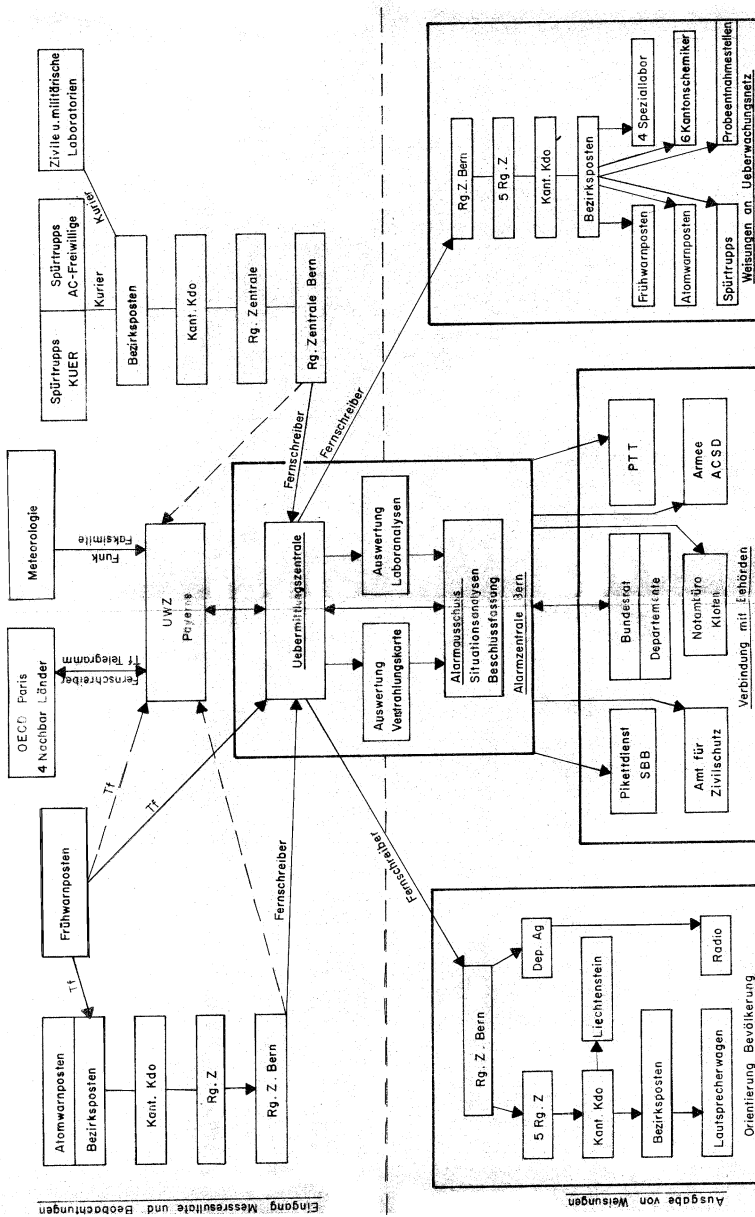 Eingang Messresultate und Beobachtungen
Atomwarnposten
Bezirksposten
Kant. Kdo
Rg. Z
Rg. Z. Bern
Frühwarnposten
Tf
Tf
Tf
Fernschreiber
OECD Paris
4 Nachbar Länder
Fernschreiber
Tf Telegramm
Meteorologie
Funk
Faksimile
UWZ
Payerne
Spürtrupps
KUER
Spürtrupps
AC-Freiwillige
Zivile u. militärische
Laboratorien
Kurier
Kurier
Bezirksposten
Kant. Kdo
Rg. Zentrale
Rg. Zentrale Bern
Fernschreiber
Fernschreiber
Fernschreiber
Uebermittlungszentrale
Auswertung
Verstrahlungskarte
Auswertung
Laboranalysen
Alarmausschuss
Situationsanalysen
Beschlussfassung
Alarmzentrale Bern
Ausgabe von Weisungen
Rg. Z. Bern
5 Rg. Z
Dep. Ag
Kant. Kdo
Liechtenstein
Bezirksposten
Lautsprecherwagen
Radio
Orientierung Bevölkerung
Pikettdienst
SBB
Bundesrat
Departemente
PTT
Amt für
Zivilschutz
Notambüro
Kloten
Armee
ACSD
Verbindung mit Behörden
Rg. Z. Bern
5 Rg. Z
Kant. Kdo
Bezirksposten
Frühwarnposten
4 Speziallabor
Atomwarnposten
6 Kantonschemiker
Spürtrupps
Probeentnahmestellen
Weisungen an Ueberwachungsnetz